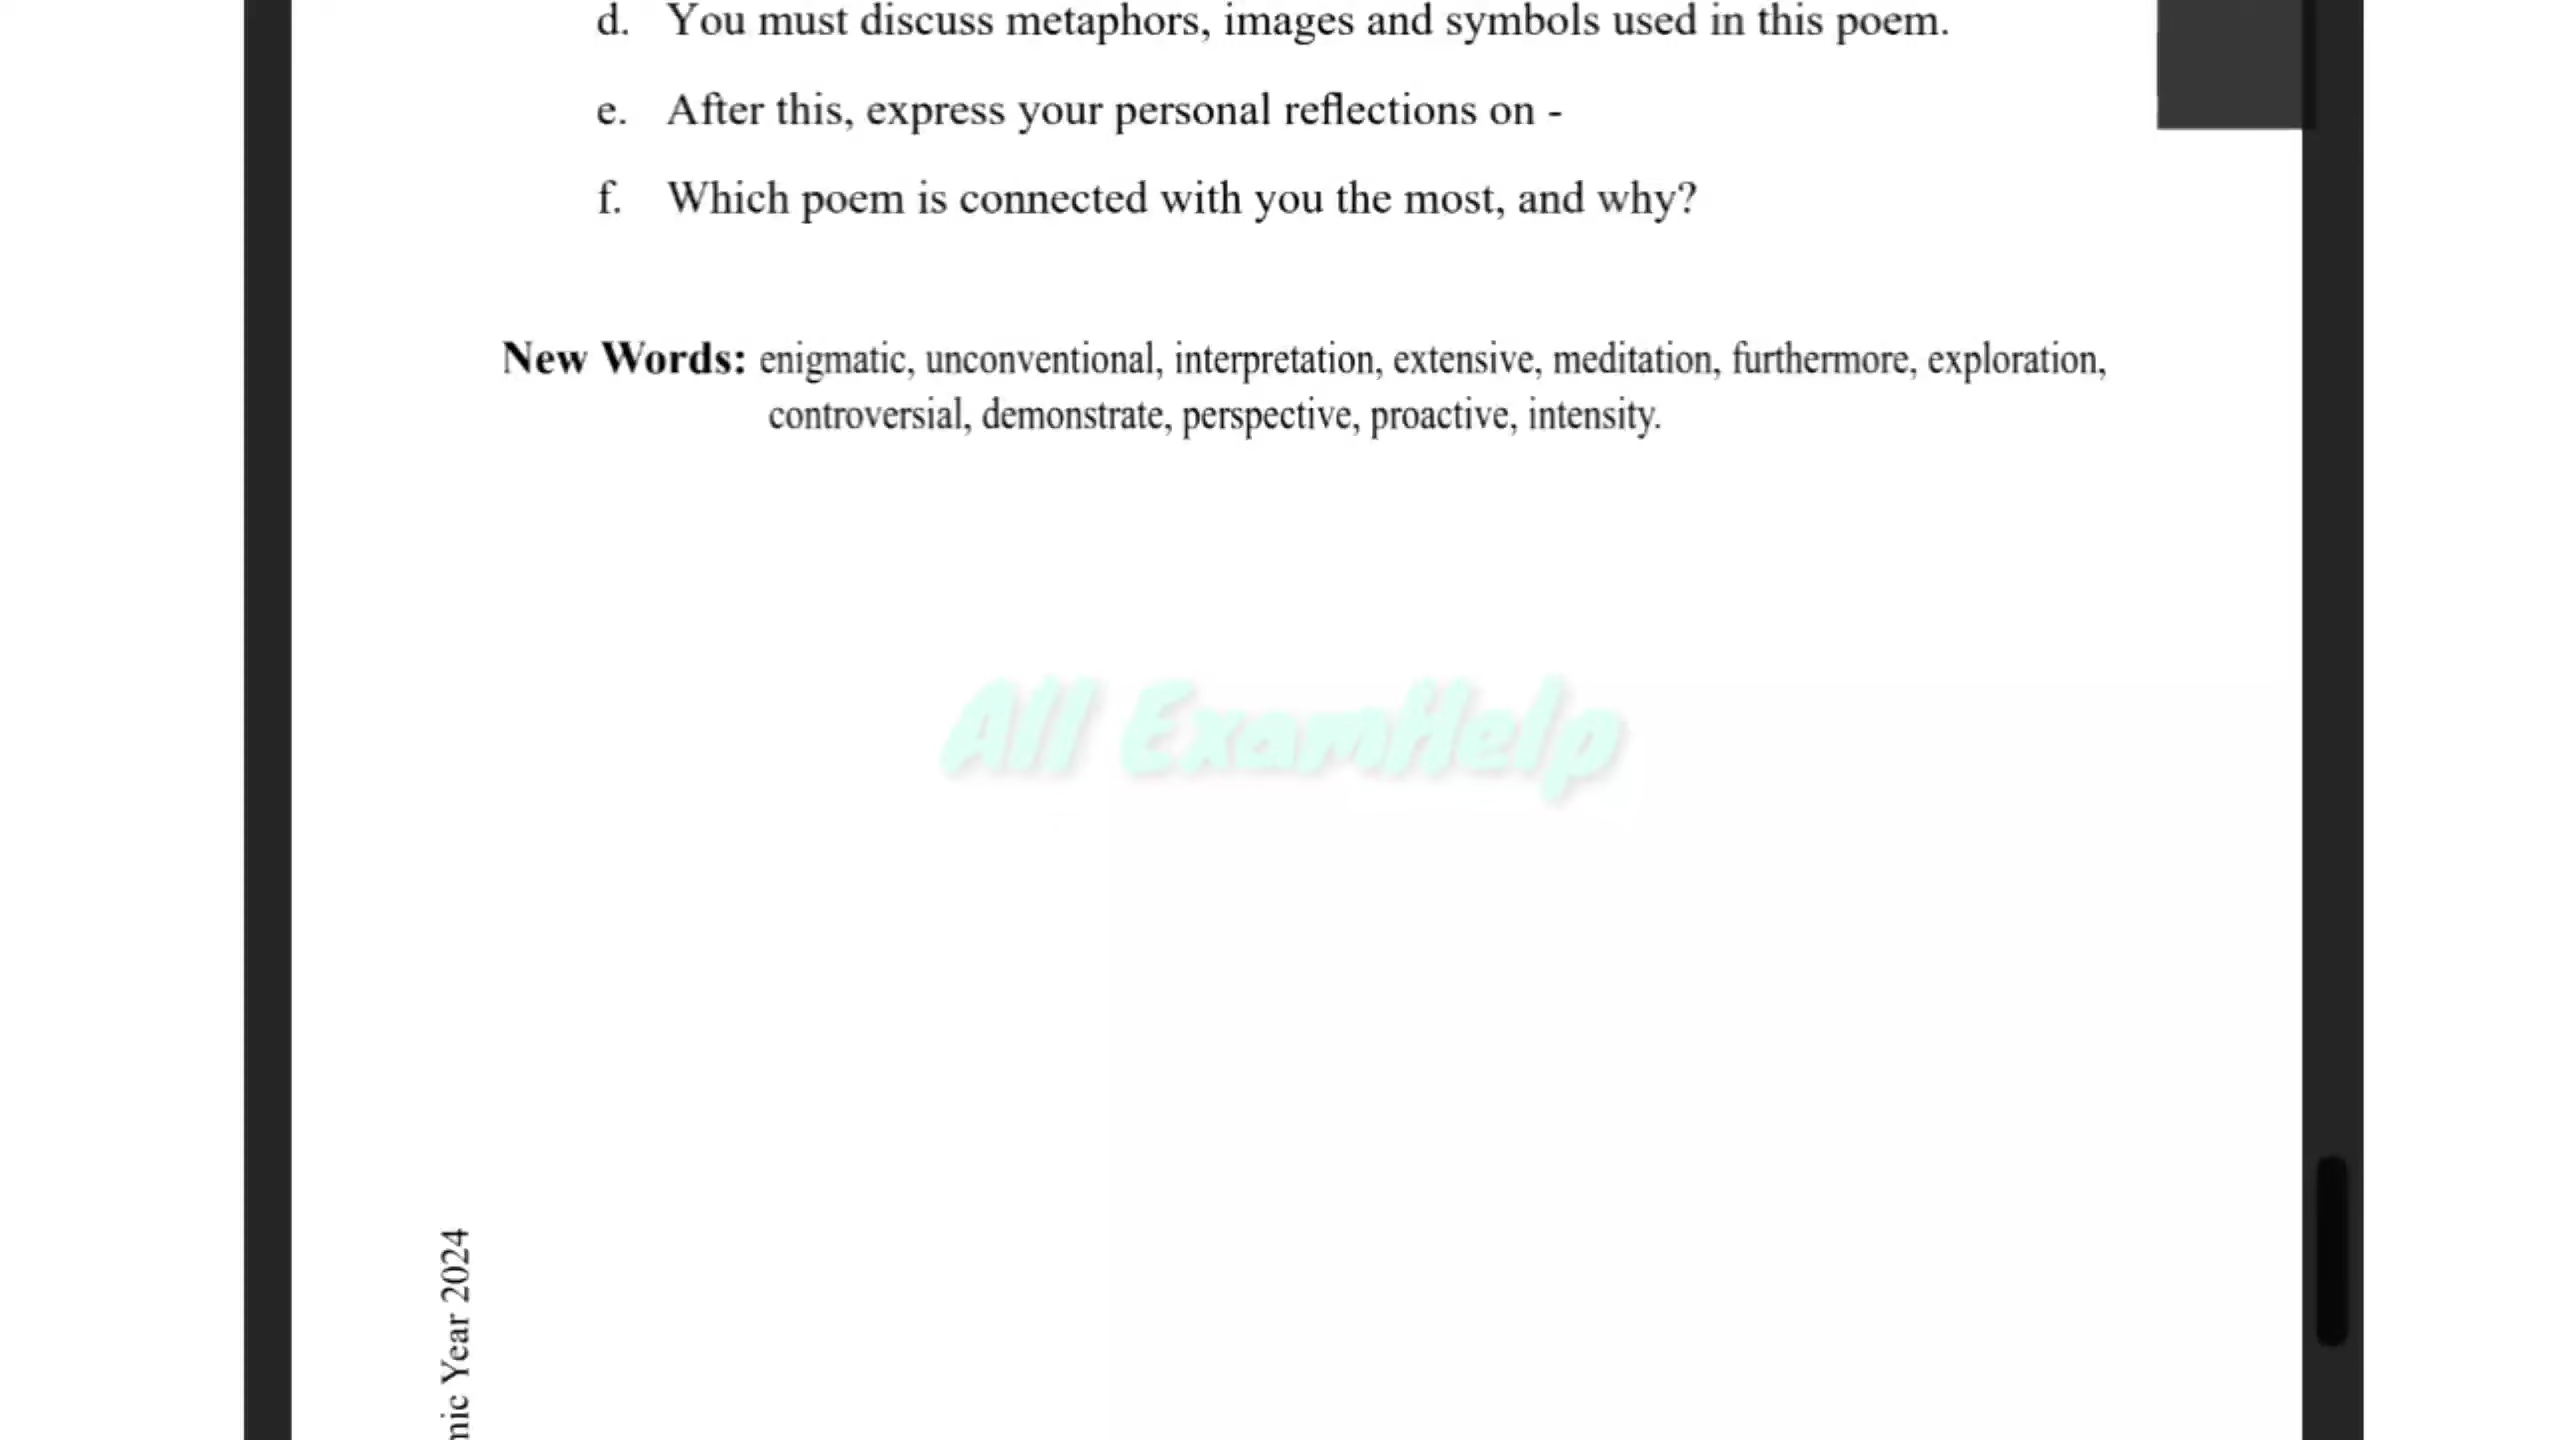 d. You must discuss metaphors, images and symbols used in this poem.
e. After this, express your personal reflections on -
f. Which poem is connected with you the most, and why?
New Words: enigmatic, unconventional, interpretation, extensive, meditation, furthermore, exploration,
controversial, demonstrate, perspective, proactive, intensity.
All ExamHelp
Year 2024